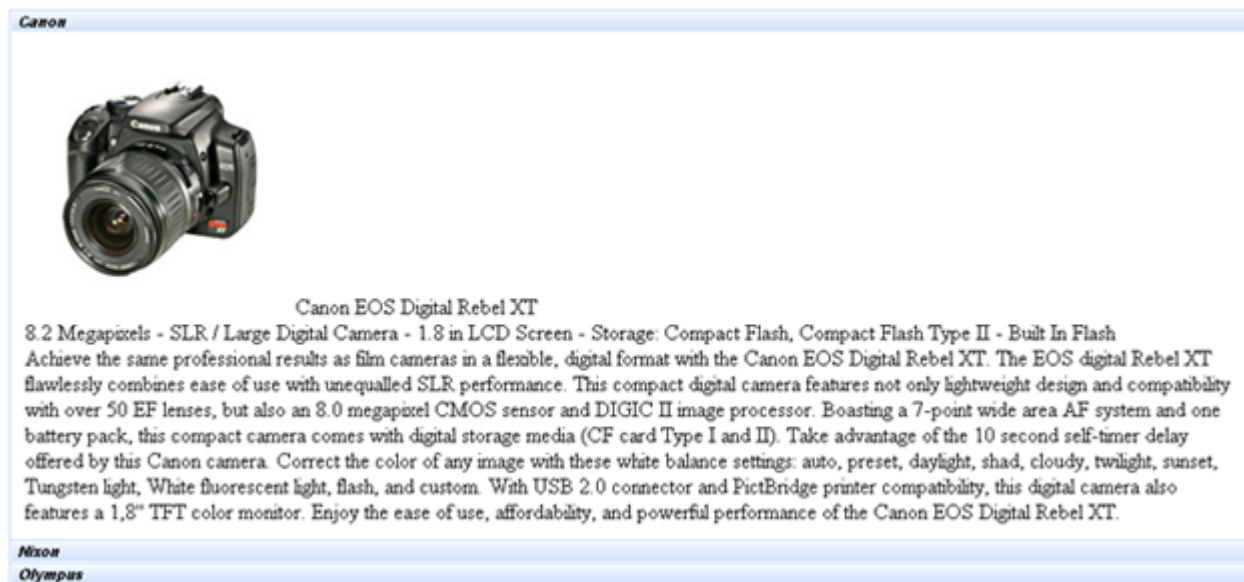 Canon
Canon
EOS
Canon EOS Digital Rebel XT
8.2 Megapixels - SLR / Large Digital Camera - 1.8 in LCD Screen - Storage: Compact Flash, Compact Flash Type II - Built In Flash
Achieve the same professional results as film cameras in a flexible, digital format with the Canon EOS Digital Rebel XT. The EOS digital Rebel XT
flawlessly combines ease of use with unequalled SLR performance. This compact digital camera features not only lightweight design and compatibility
with over 50 EF lenses, but also an 8.0 megapixel CMOS sensor and DIGIC II image processor. Boasting a 7-point wide area AF system and one
battery pack, this compact camera comes with digital storage media (CF card Type I and II). Take advantage of the 10 second self-timer delay
offered by this Canon camera. Correct the color of any image with these white balance settings: auto, preset, daylight, shad, cloudy, twilight, sunset,
Tungsten light, White fluorescent light, flash, and custom. With USB 2.0 connector and PictBridge printer compatibility, this digital camera also
features a 1,8" TFT color monitor. Enjoy the ease of use, affordability, and powerful performance of the Canon EOS Digital Rebel XT.
Nixon
Olympus